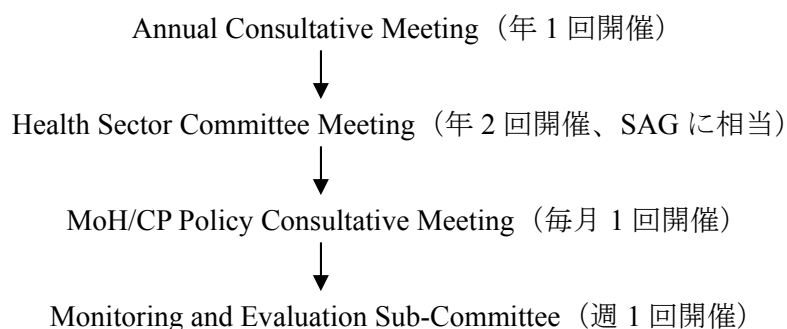 Annual Consultative Meeting（年 1 回開催）
Health Sector Committee Meeting（年 2 回開催、SAG に相当）
MoH/CP Policy Consultative Meeting（毎月 1 回開催）
Monitoring and Evaluation Sub-Committee（週 1 回開催）